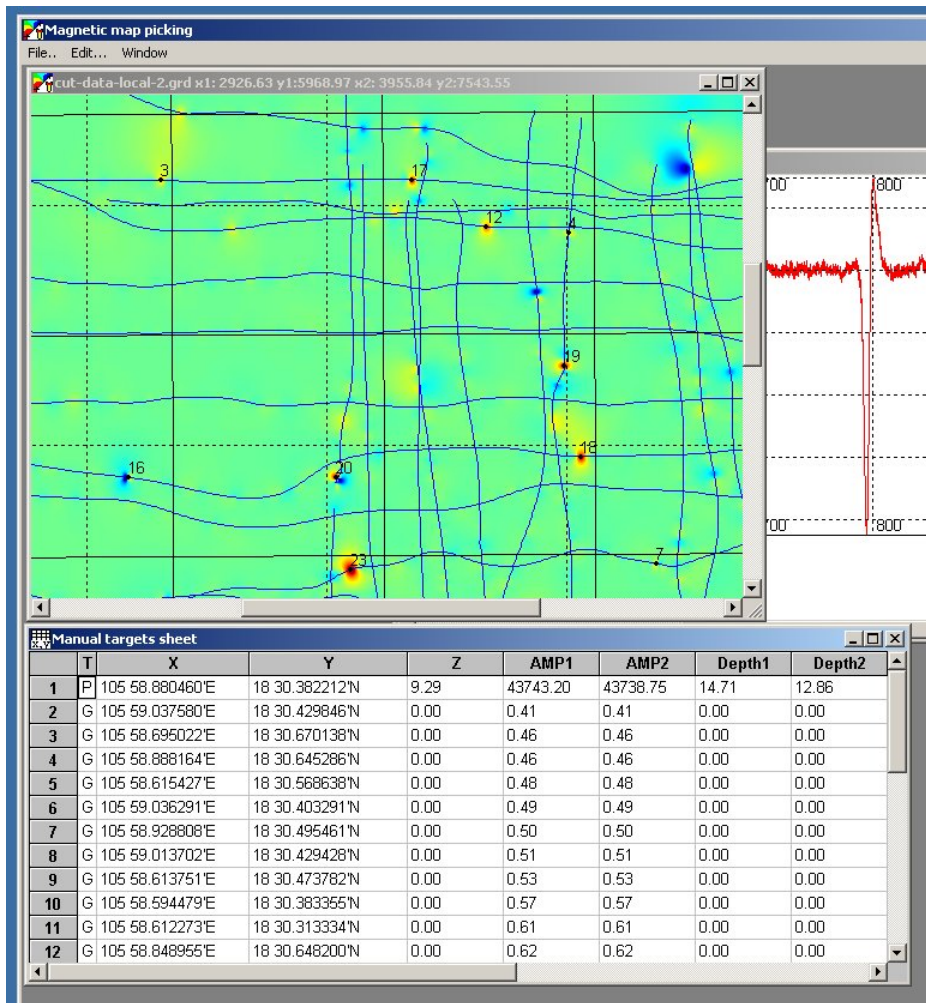 Magnetic map picking
File.. Edit... Window
cut-data-local-2.grd x1: 2926.63 y1:5968.97 x2: 3955.84 y2:7543.55
3
17
12
4
19
18
16
20
23
7
00 800
00 800
Manual targets sheet
T X Y Z AMP1 AMP2 Depth1 Depth2
1 P 105 58.880460'E 18 30.382212'N 9.29 43743.20 43738.75 14.71 12.86
2 G 105 59.037580'E 18 30.429846'N 0.00 0.41 0.41 0.00 0.00
3 G 105 58.695022'E 18 30.670138'N 0.00 0.46 0.46 0.00 0.00
4 G 105 58.888164'E 18 30.645286'N 0.00 0.46 0.46 0.00 0.00
5 G 105 58.615427'E 18 30.568638'N 0.00 0.48 0.48 0.00 0.00
6 G 105 59.036291'E 18 30.403291'N 0.00 0.49 0.49 0.00 0.00
7 G 105 58.928808'E 18 30.495461'N 0.00 0.50 0.50 0.00 0.00
8 G 105 59.013702'E 18 30.429428'N 0.00 0.51 0.51 0.00 0.00
9 G 105 58.613751'E 18 30.473782'N 0.00 0.53 0.53 0.00 0.00
10 G 105 58.594479'E 18 30.383355'N 0.00 0.57 0.57 0.00 0.00
11 G 105 58.612273'E 18 30.313334'N 0.00 0.61 0.61 0.00 0.00
12 G 105 58.848955'E 18 30.648200'N 0.00 0.62 0.62 0.00 0.00